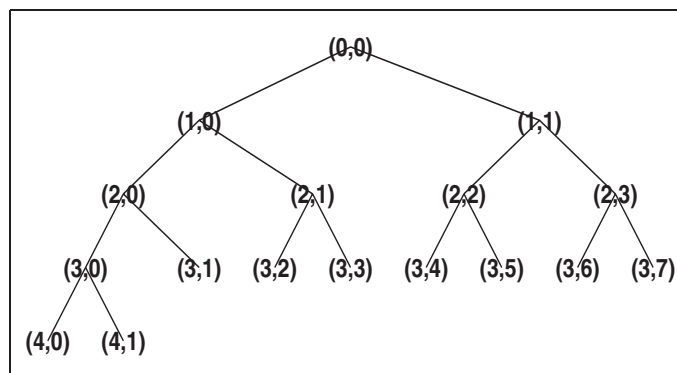 (0,0)
(1,0) (1,1)
(2,0) (2,1) (2,2) (2,3)
(3,0) (3,1) (3,2) (3,3) (3,4) (3,5) (3,6) (3,7)
(4,0) (4,1)